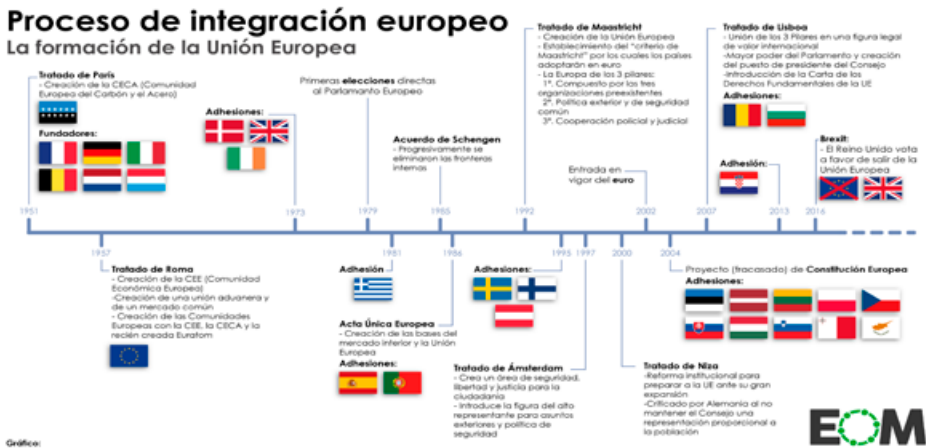 Proceso de integración europeo
La formación de la Unión Europea
Tratado de París
- Creación de la CECA (Comunidad
Europea del Carbón y el Acero)
Fundadores:
Adhesiones:
Primeras elecciones directas
al Parlamanto Europeo
Acuerdo de Schengen
- Progresivamente se
eliminaron las fronteras
internas
Tratado de Maastricht
- Creación de la Unión Europea
- Establecimiento del "criterio de
Maastricht" por los cuales los países
adoptarán en euro
- La Europa de los 3 pilares:
1º. Compuesto por las tres
organizaciones preexistentes
2º. Política exterior y de seguridad
común
3º. Cooperación policial y judicial
Entrada en
vigor del euro
Tratado de Lisboa
- Unión de los 3 Pilares en una figura legal
de valor internacional
-Mayor poder del Parlamento y creación
del puesto de presidente del Consejo
-Introducción de la Carta de los
Derechos Fundamentales de la UE
Adhesiones:
Adhesión:
Brexit:
- El Reino Unido vota
a favor de salir de la
Unión Europea
1951
1973
1979
1985
1992
2002
2007
2013
2016
1957
1981
1986
1995
1997
2000
2004
Tratado de Roma
- Creación de la CEE (Comunidad
Económica Europea)
-Creación de una unión aduanera y
de un mercado común
- Creación de las Comunidades
Europeas con la CEE, la CECA y la
recién creada Euratom
Adhesión
Acta Única Europea
- Creación de las bases del
mercado interior y la Unión
Europea
Adhesiones:
Adhesiones:
Tratado de Ámsterdam
- Crea un área de seguridad,
libertad y justicia para la
ciudadanía
- Introduce la figura del alto
representante para asuntos
exteriores y política de
seguridad
Tratado de Niza
-Reforma institucional para
preparar a la UE ante su gran
expansión
-Criticado por Alemania al no
mantener el Consejo una
representación proporcional a
la población
Proyecto (fracasado) de Constitución Europea
Adhesiones:
EOM
Gráfico: